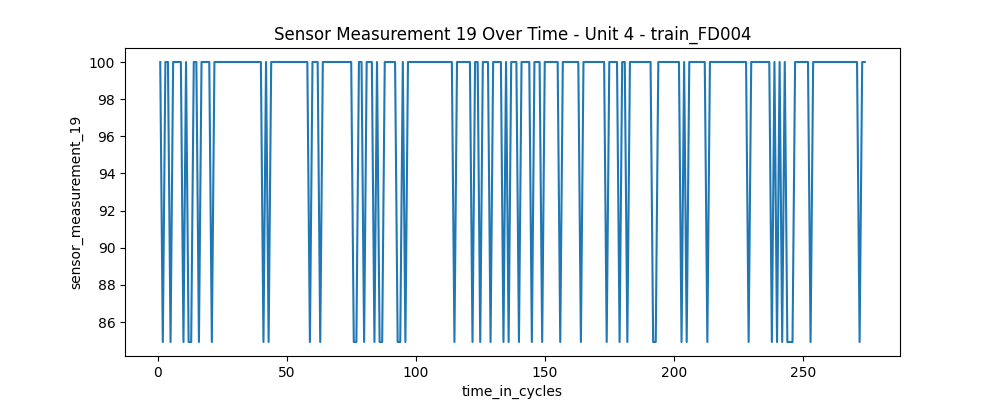 Sensor Measurement 19 Over Time - Unit 4 - train_FD004
100
98
96
94
92
90
88
86
sensor_measurement_19
0 50 100 150 200 250
time_in_cycles